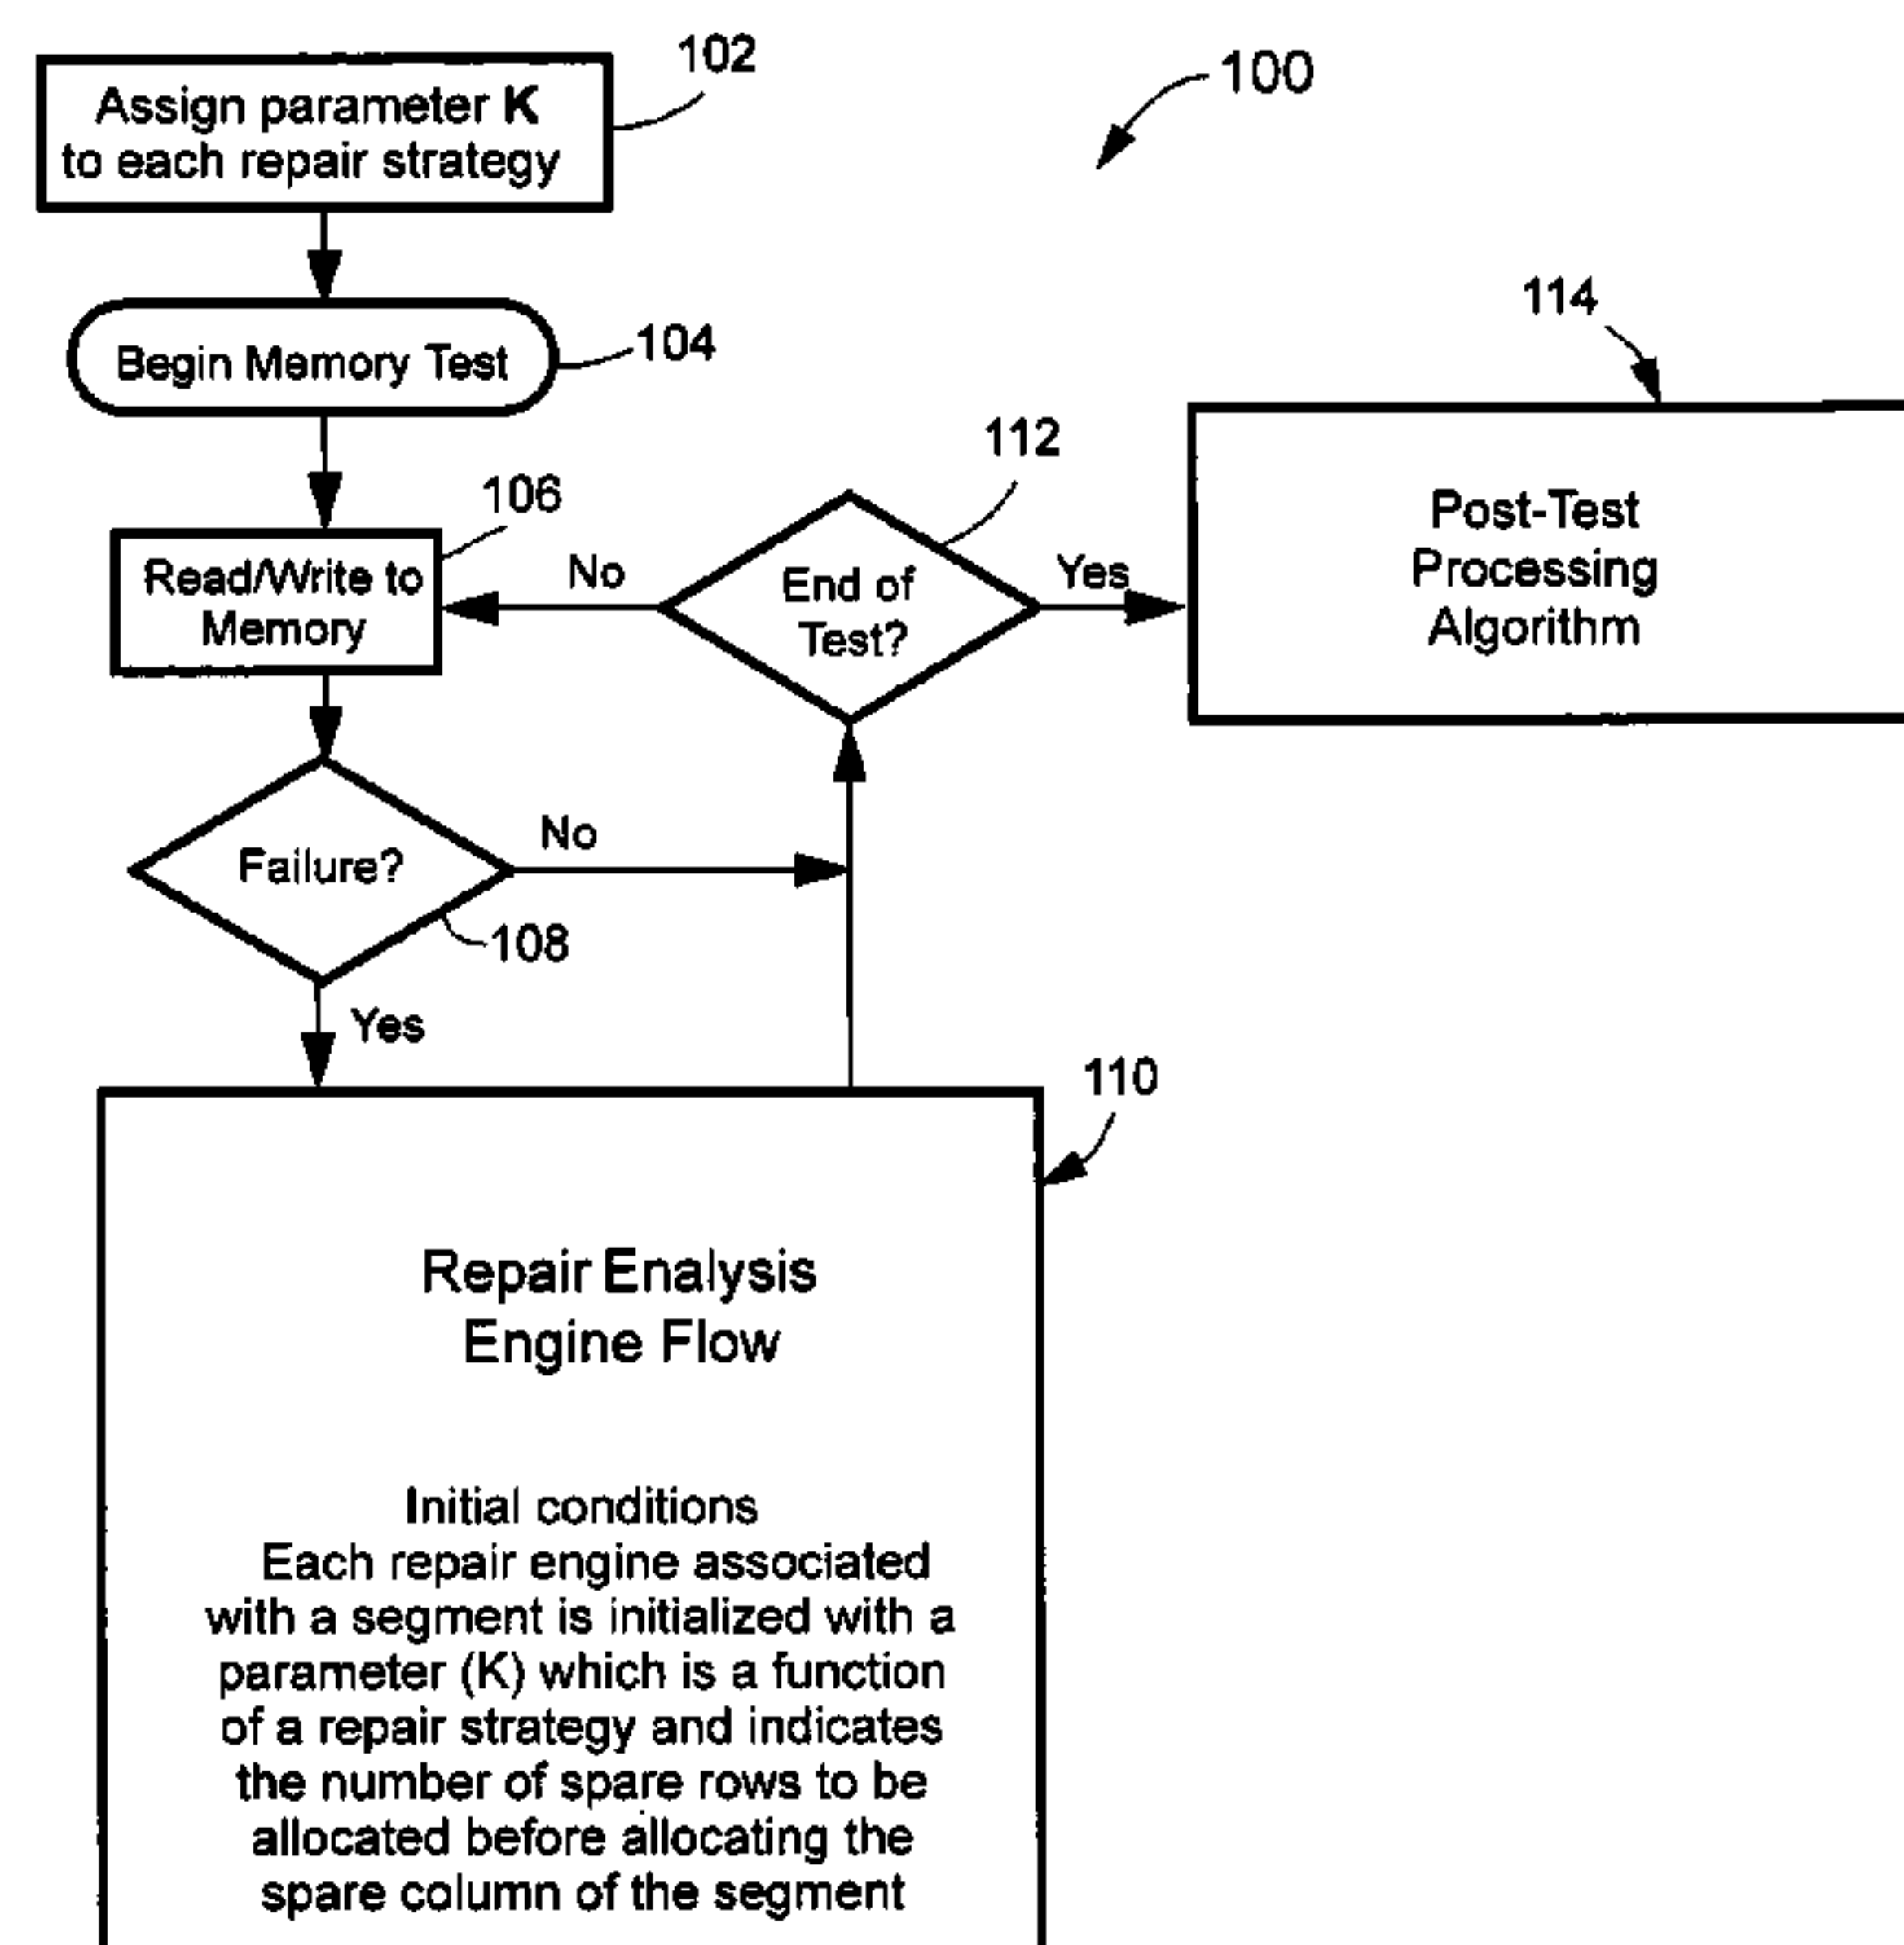 102
Assign parameter K
to each repair strategy
100
Begin Memory Test
104
114
112
106
Read/Write to
Memory
No
End of
Test?
Yes
Post-Test
Processing
Algorithm
Failure?
No
108
Yes
110
Repair Enalysis
Engine Flow
Initial conditions
Each repair engine associated
with a segment is initialized with a
parameter (K) which is a function
of a repair strategy and indicates
the number of spare rows to be
allocated before allocating the
spare column of the segment